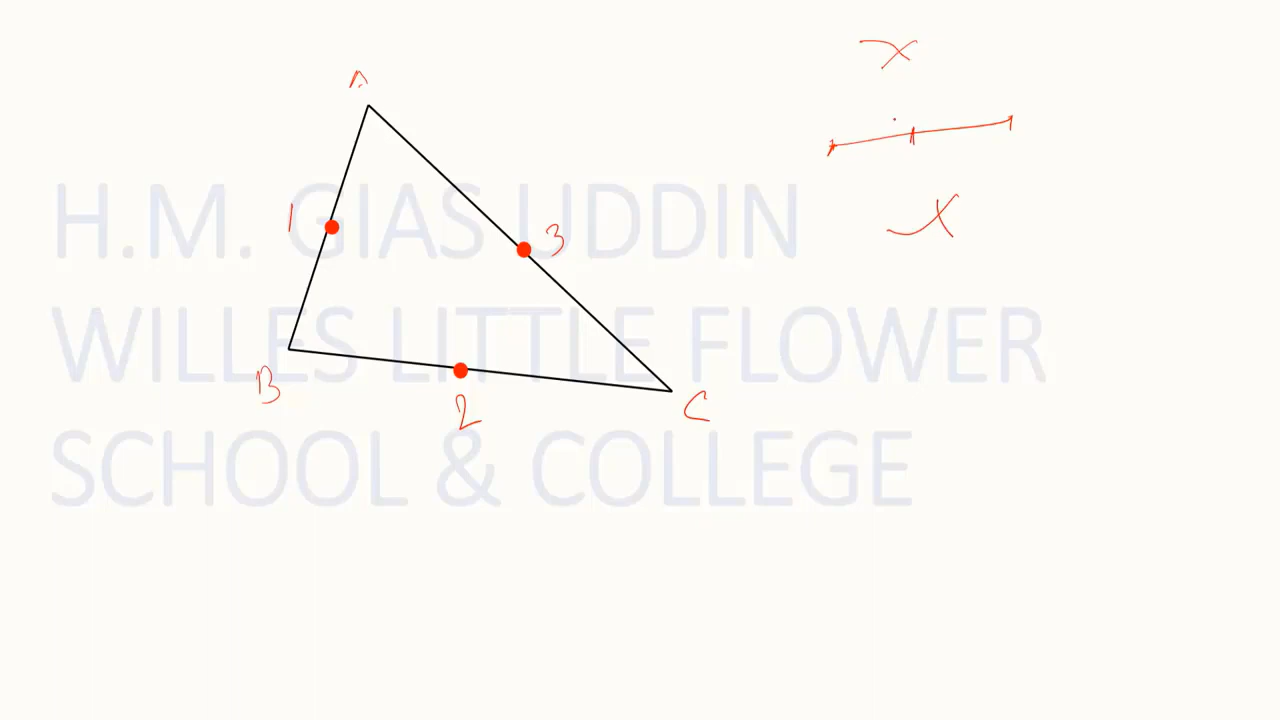 A
1
3
B
2
C
H.M. GIAS UDDIN
WILLES LITTLE FLOWER
SCHOOL & COLLEGE